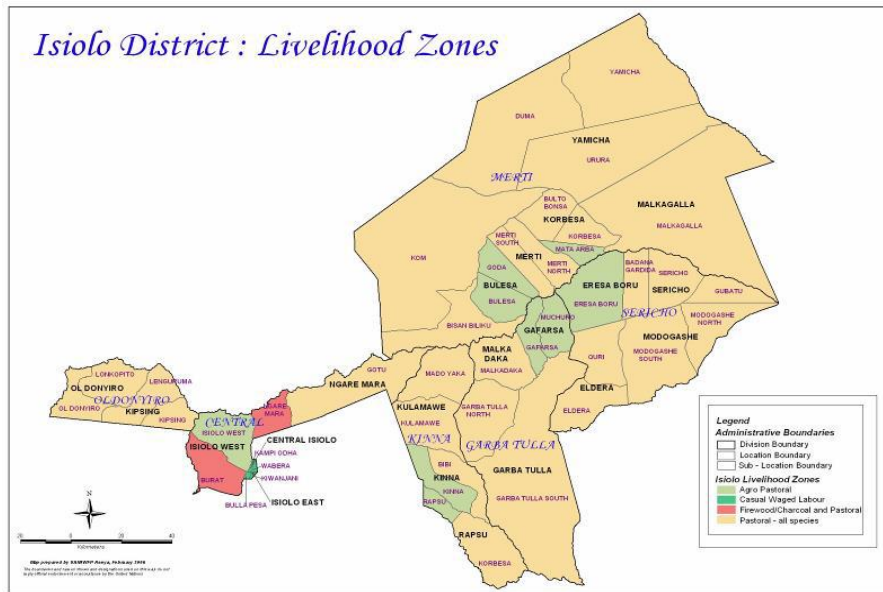 Isiolo District : Livelihood Zones
YAMICHA
DUMA
YAMICHA
URURA
MERTI
BULTO
BONSA
KORBESA
MALKAGALLA
MALKAGALLA
KORBESA
MERTI
SOUTH
MATA ARBA
KOM
MERTI
MERTI
NORTH
BADANA
GARDIDA
SERICHO
GODA
ERESA BORU
SERICHO
GUBATU
BULESA
BULESA
ERESA BORU
SERICHO
MUCHURO
MODOGASHE
NORTH
BISAN BILIKU
GAFARSA
MODOGASHE
GAFARSA
MALKA
DAKA
MALKADAKA
QURI
MODOGASHE
SOUTH
GOTU
MADO YAKA
NGARE MARA
ELDERA
ELDERA
LONKOPITO
LENGURUMA
OL DONYIRO
OLDONYIRO
OL DONYIRO
KIPSING
KIPSING
NGARE
MARA
CENTRAL
ISIOLO WEST
ISIOLO WEST
CENTRAL ISIOLO
KAMPI ODHA
WABERA
KIWANJANI
BURAT
ISIOLO EAST
BULLA PESA
KULAMAWE
KULAMAWE
GARBA TULLA
NORTH
KINNA
GARBA TULLA
BIBI
KINNA
KINNA
RAPSU
GARBA TULLA
GARBA TULLA SOUTH
RAPSU
KORBESA
Legend
Administrative Boundaries
Division Boundary
Location Boundary
Sub - Location Boundary
Isiolo Livelihood Zones
Agro Pastoral
Casual Waged Labour
Firewood/Charcoal and Pastoral
Pastoral - all species
N
20 0 20 40
Kilometers